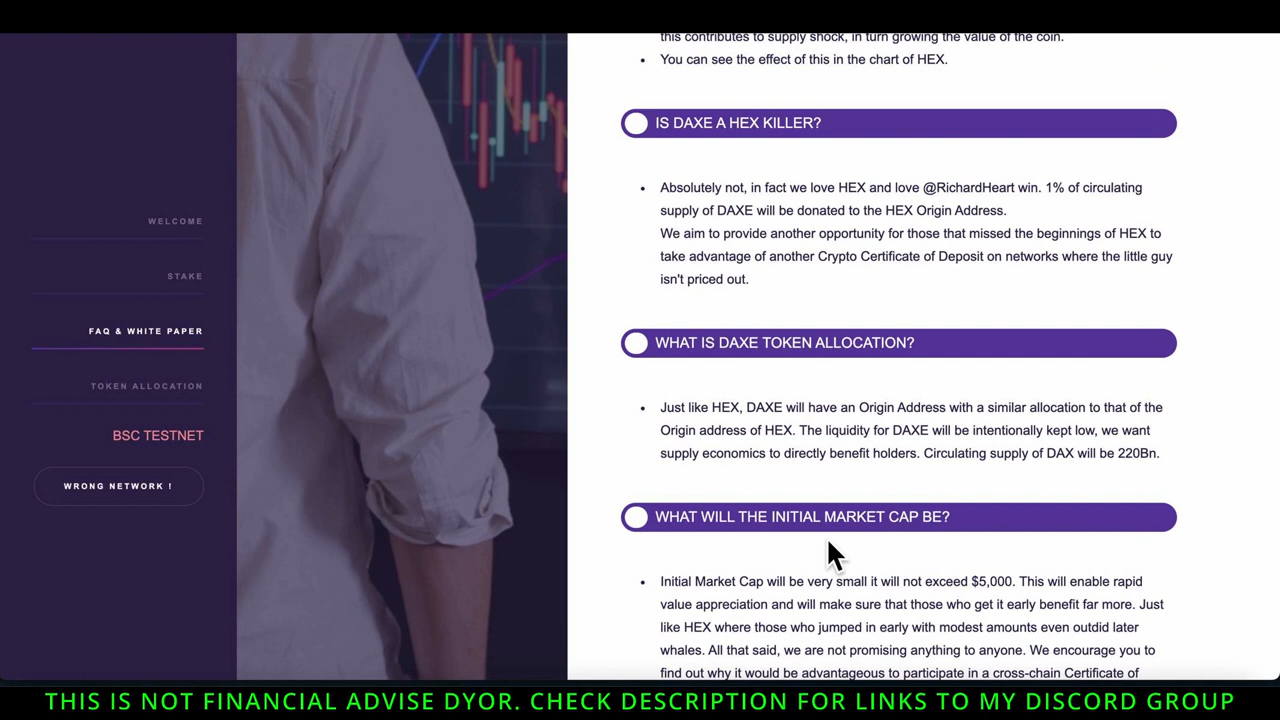 this contributes to supply shock, in turn growing the value of the coin.
• You can see the effect of this in the chart of HEX.
IS DAXE A HEX KILLER?
• Absolutely not, in fact we love HEX and love @RichardHeart win. 1% of circulating
supply of DAXE will be donated to the HEX Origin Address.
We aim to provide another opportunity for those that missed the beginnings of HEX to
take advantage of another Crypto Certificate of Deposit on networks where the little guy
isn't priced out.
WHAT IS DAXE TOKEN ALLOCATION?
• Just like HEX, DAXE will have an Origin Address with a similar allocation to that of the
Origin address of HEX. The liquidity for DAXE will be intentionally kept low, we want
supply economics to directly benefit holders. Circulating supply of DAX will be 220Bn.
WHAT WILL THE INITIAL MARKET CAP BE?
• Initial Market Cap will be very small it will not exceed $5,000. This will enable rapid
value appreciation and will make sure that those who get it early benefit far more. Just
like HEX where those who jumped in early with modest amounts even outdid later
whales. All that said, we are not promising anything to anyone. We encourage you to
find out why it would be advantageous to participate in a cross-chain Certificate of
WELCOME
STAKE
FAQ & WHITE PAPER
TOKEN ALLOCATION
BSC TESTNET
WRONG NETWORK !
THIS IS NOT FINANCIAL ADVISE DYOR. CHECK DESCRIPTION FOR LINKS TO MY DISCORD GROUP